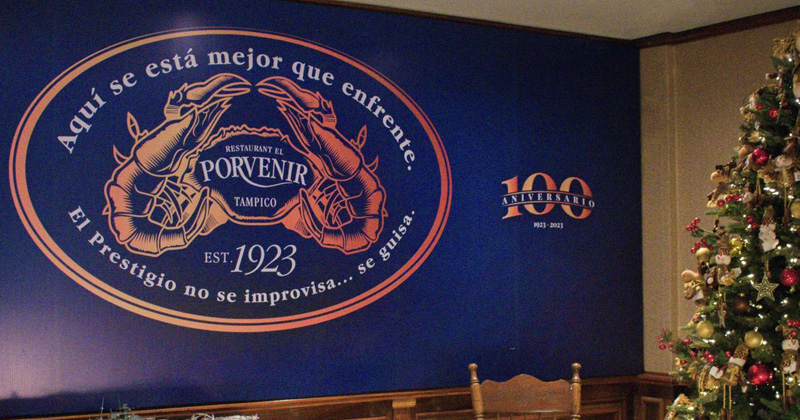 Aquí se está mejor que enfrente.
RESTAURANT EL
PORVENIR
TAMPICO
EST. 1923
El Prestigio no se improvisa... se guisa.
100
ANIVERSARIO
1923 - 2023